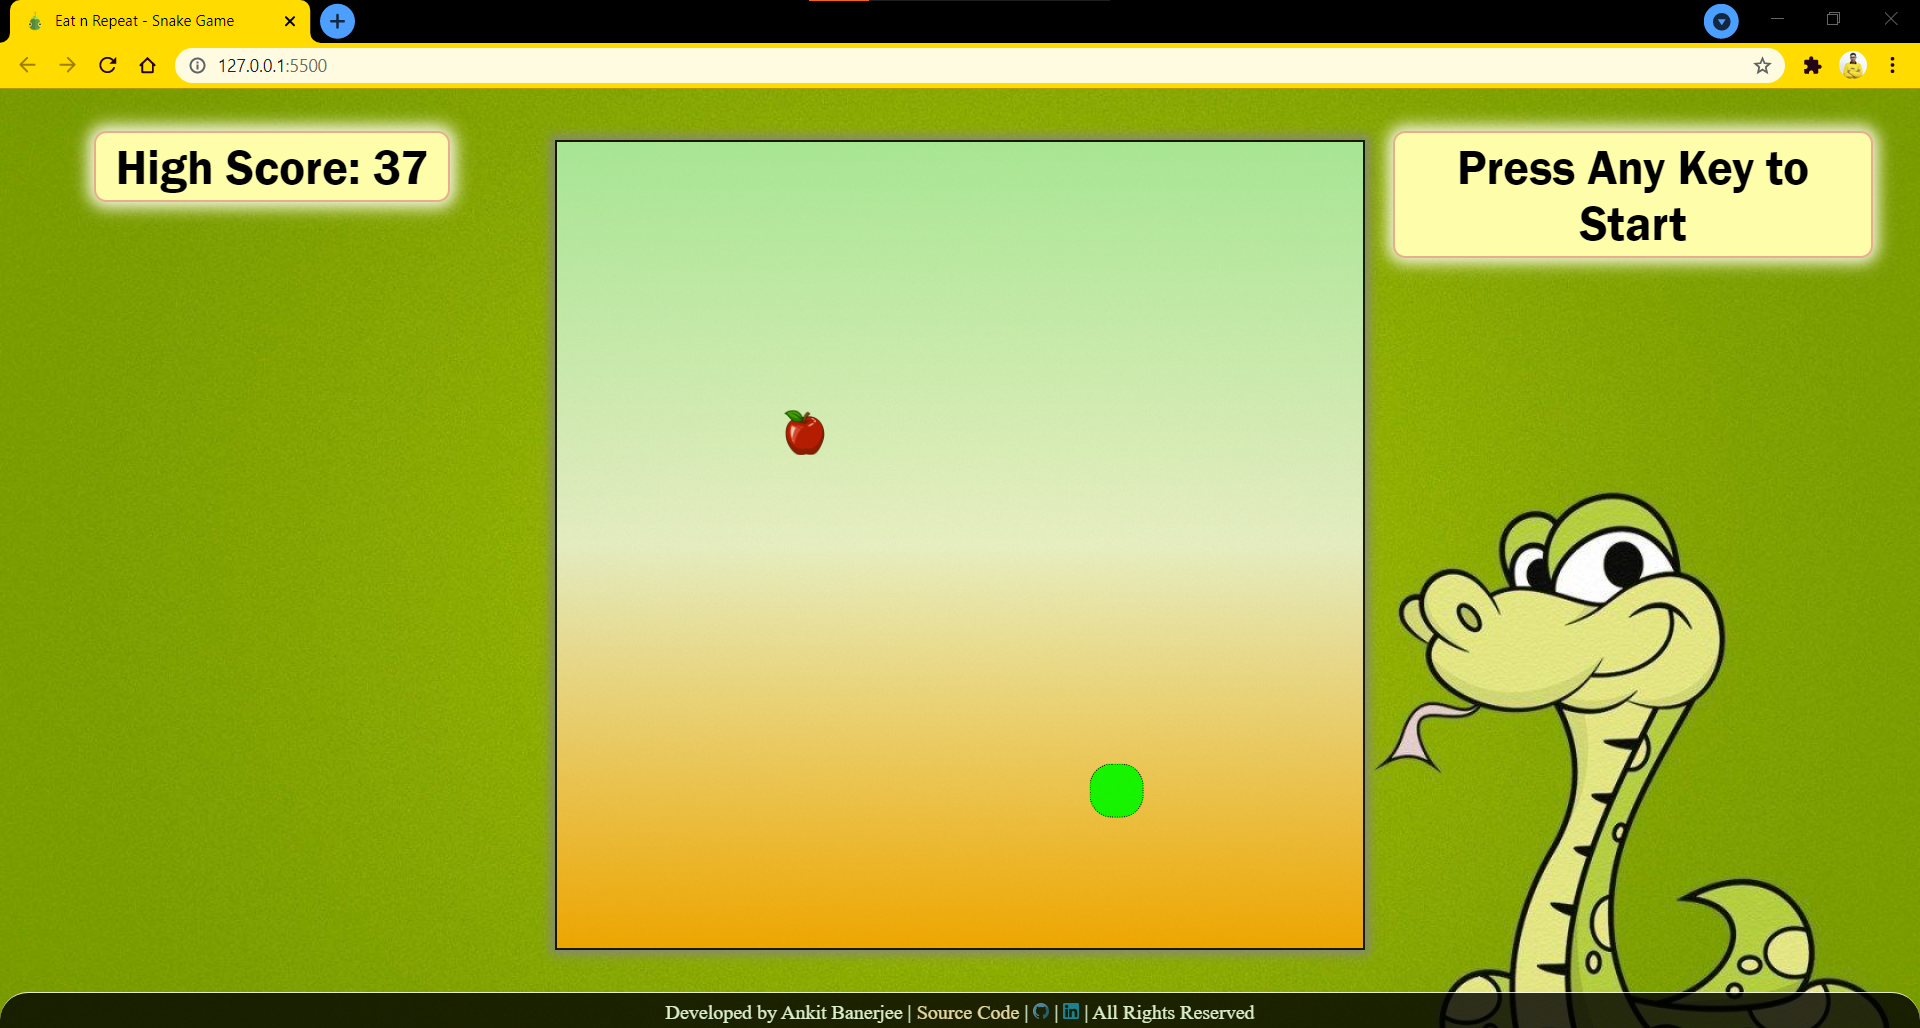 Eat n Repeat - Snake Game
127.0.0.1:5500
High Score: 37
Press Any Key to
Start
Developed by Ankit Banerjee | Source Code | | in | All Rights Reserved